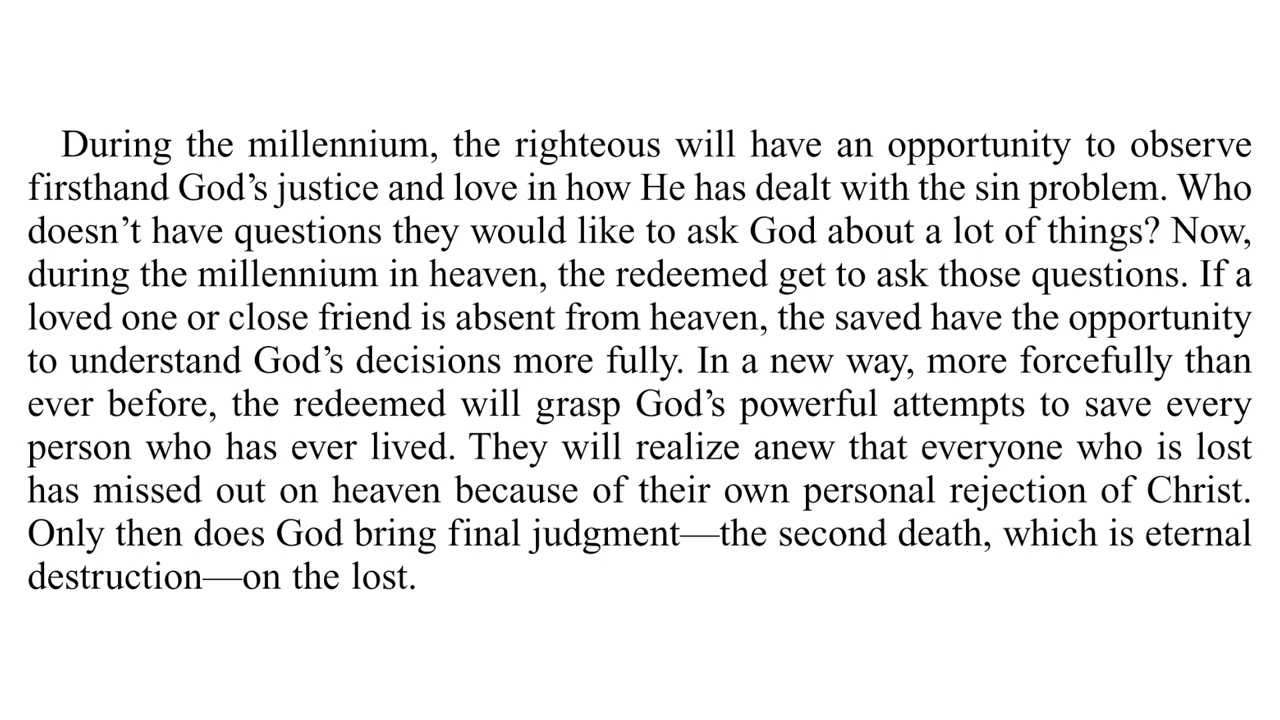 During the millennium, the righteous will have an opportunity to observe
firsthand God’s justice and love in how He has dealt with the sin problem. Who
doesn’t have questions they would like to ask God about a lot of things? Now,
during the millennium in heaven, the redeemed get to ask those questions. If a
loved one or close friend is absent from heaven, the saved have the opportunity
to understand God’s decisions more fully. In a new way, more forcefully than
ever before, the redeemed will grasp God’s powerful attempts to save every
person who has ever lived. They will realize anew that everyone who is lost
has missed out on heaven because of their own personal rejection of Christ.
Only then does God bring final judgment—the second death, which is eternal
destruction—on the lost.